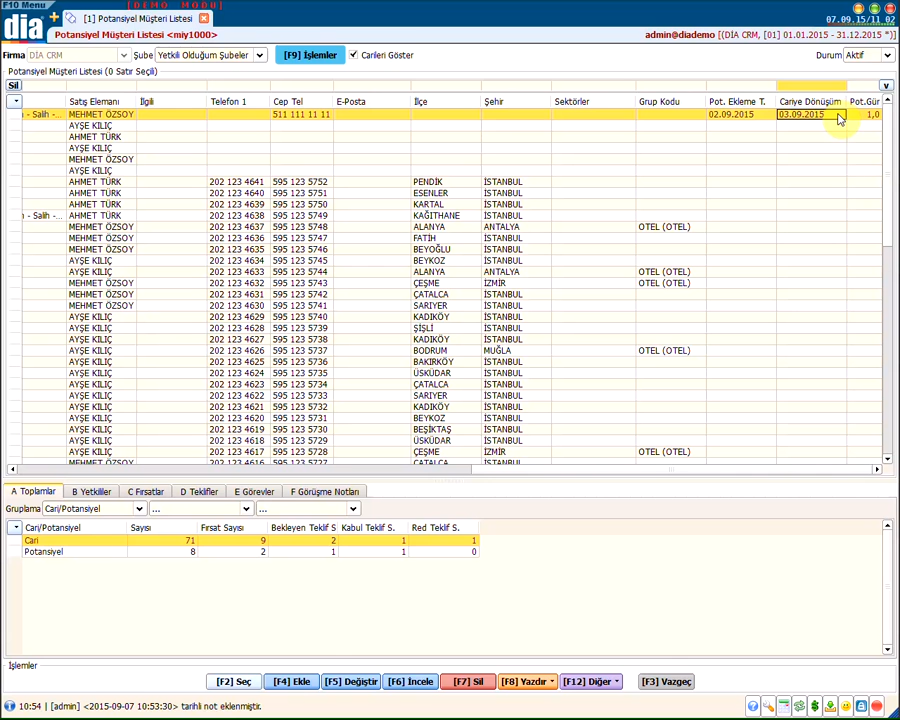 F10 Menu
[DEMO MODU]
dia
[1] Potansiyel Müşteri Listesi
07.09.15/11 02
Potansiyel Müşteri Listesi <miy1000>
admin@diademo [(DİA CRM, [01] 01.01.2015 - 31.12.2015 *)]
Firma DİA CRM Şube Yetkili Olduğum Şubeler [F9] İşlemler Carileri Göster Durum Aktif
Potansiyel Müşteri Listesi (0 Satır Seçili)
Sil v
Satış Elemanı İlgili Telefon 1 Cep Tel E-Posta İlçe Şehir Sektörler Grup Kodu Pot. Ekleme T. Cariye Dönüşüm Pot.Gür
ı - Salih -... MEHMET ÖZSOY 511 111 11 11 02.09.2015 03.09.2015 1,0
AYŞE KILIÇ
AHMET TÜRK
AYŞE KILIÇ
MEHMET ÖZSOY
AYŞE KILIÇ
AHMET TÜRK 202 123 4641 595 123 5752 PENDİK İSTANBUL
AHMET TÜRK 202 123 4640 595 123 5751 ESENLER İSTANBUL
AHMET TÜRK 202 123 4639 595 123 5750 KARTAL İSTANBUL
ı - Salih -... AHMET TÜRK 202 123 4638 595 123 5749 KAĞITHANE İSTANBUL
MEHMET ÖZSOY 202 123 4637 595 123 5748 ALANYA ANTALYA OTEL (OTEL)
MEHMET ÖZSOY 202 123 4636 595 123 5747 FATİH İSTANBUL
MEHMET ÖZSOY 202 123 4635 595 123 5746 BEYOĞLU İSTANBUL
AYŞE KILIÇ 202 123 4634 595 123 5745 BEYKOZ İSTANBUL
AYŞE KILIÇ 202 123 4633 595 123 5744 ALANYA ANTALYA OTEL (OTEL)
MEHMET ÖZSOY 202 123 4632 595 123 5743 ÇEŞME İZMİR OTEL (OTEL)
MEHMET ÖZSOY 202 123 4631 595 123 5742 ÇATALCA İSTANBUL
MEHMET ÖZSOY 202 123 4630 595 123 5741 SARIYER İSTANBUL
AYŞE KILIÇ 202 123 4629 595 123 5740 KADIKÖY İSTANBUL
AYŞE KILIÇ 202 123 4628 595 123 5739 ŞİŞLİ İSTANBUL
AYŞE KILIÇ 202 123 4627 595 123 5738 KADIKÖY İSTANBUL
AYŞE KILIÇ 202 123 4626 595 123 5737 BODRUM MUĞLA OTEL (OTEL)
AYŞE KILIÇ 202 123 4625 595 123 5736 BAKIRKÖY İSTANBUL
AYŞE KILIÇ 202 123 4624 595 123 5735 ÜSKÜDAR İSTANBUL
AYŞE KILIÇ 202 123 4623 595 123 5734 ÇATALCA İSTANBUL
AYŞE KILIÇ 202 123 4622 595 123 5733 SARIYER İSTANBUL
AYŞE KILIÇ 202 123 4621 595 123 5732 KADIKÖY İSTANBUL
AYŞE KILIÇ 202 123 4620 595 123 5731 BEYKOZ İSTANBUL
AYŞE KILIÇ 202 123 4619 595 123 5730 BEŞİKTAŞ İSTANBUL
AYŞE KILIÇ 202 123 4618 595 123 5729 ÜSKÜDAR İSTANBUL
AYŞE KILIÇ 202 123 4617 595 123 5728 ÇEŞME İZMİR OTEL (OTEL)
MEHMET ÖZSOY 202 123 4616 595 123 5727 ÇATALCA İSTANBUL
A Toplamlar B Yetkililer C Fırsatlar D Teklifler E Görevler F Görüşme Notları
Gruplama Cari/Potansiyel ... ...
Cari/Potansiyel Sayısı Fırsat Sayısı Bekleyen Teklif S Kabul Teklif S. Red Teklif S.
Cari 71 9 2 1 1
Potansiyel 8 2 1 1 0
İşlemler
[F2] Seç [F4] Ekle [F5] Değiştir [F6] İncele [F7] Sil [F8] Yazdır [F12] Diğer [F3] Vazgeç
10:54 | [admin] <2015-09-07 10:53:30> tarihli not eklenmiştir.